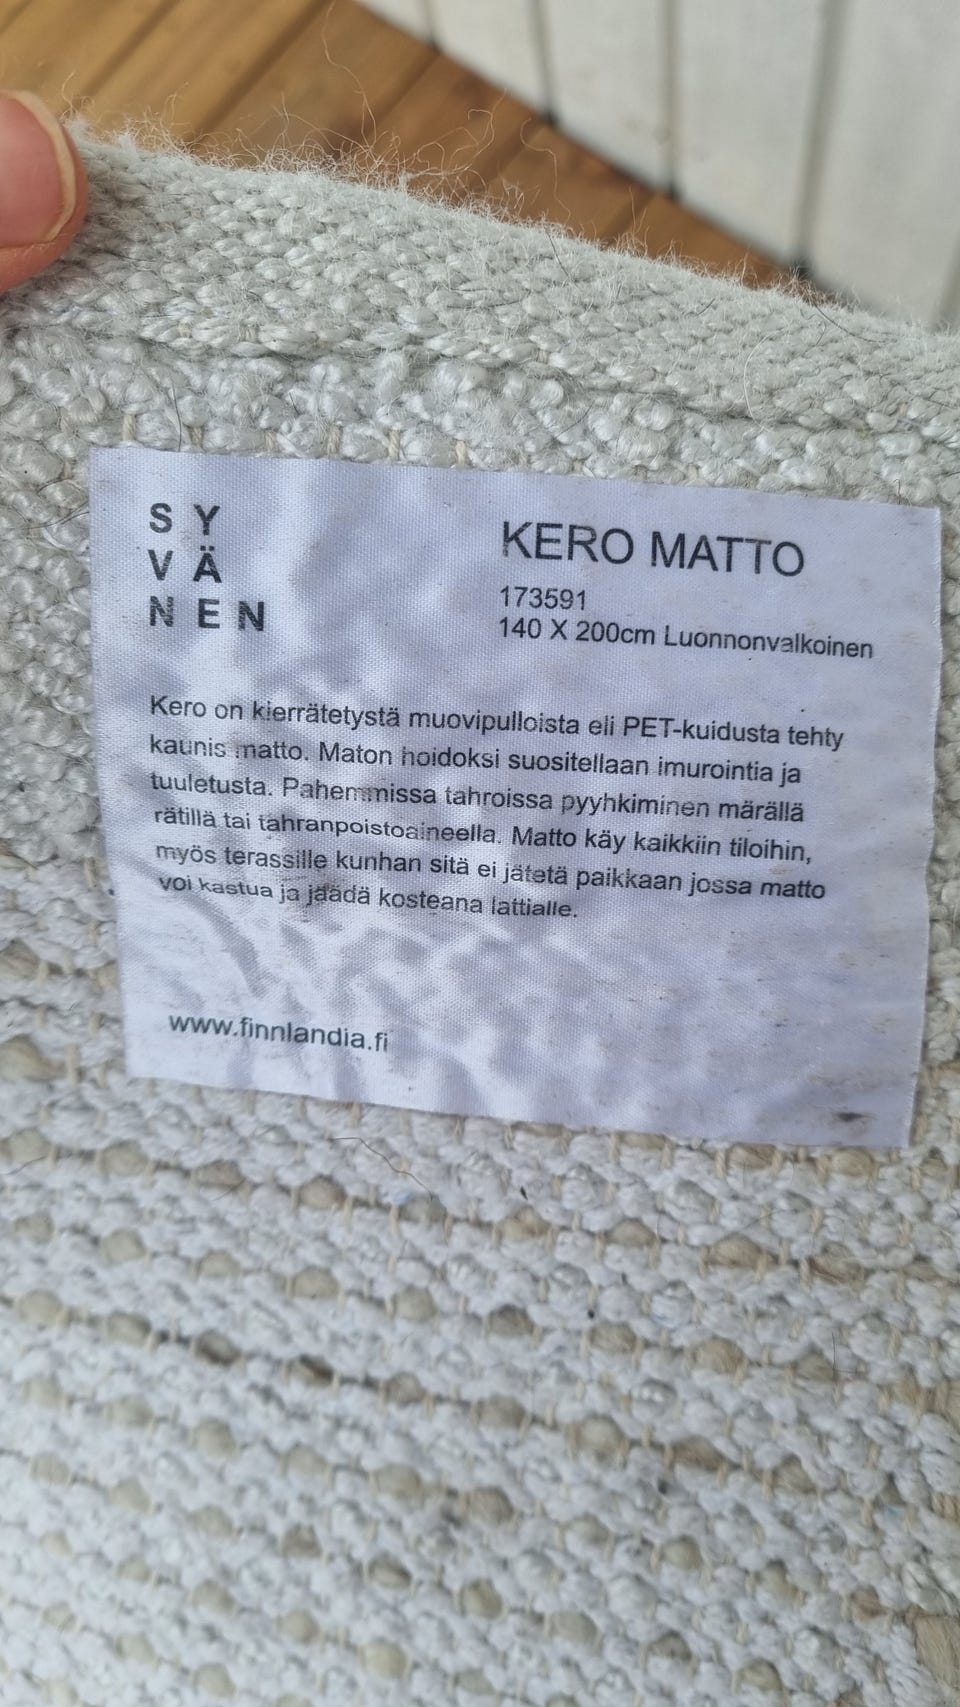 S Y
V Ä
N E N
KERO MATTO
173591
140 X 200cm Luonnonvalkoinen
Kero on kierrätetystä muovipulloista eli PET-kuidusta tehty
kaunis matto. Maton hoidoksi suositellaan imurointia ja
tuuletusta. Pahemmissa tahroissa pyyhkiminen märällä
rätillä tai tahranpoistoaineella. Matto käy kaikkiin tiloihin,
myös terassille kunhan sitä ei jätetä paikkaan jossa matto
voi kastua ja jäädä kosteana lattialle.
www.finnlandia.fi